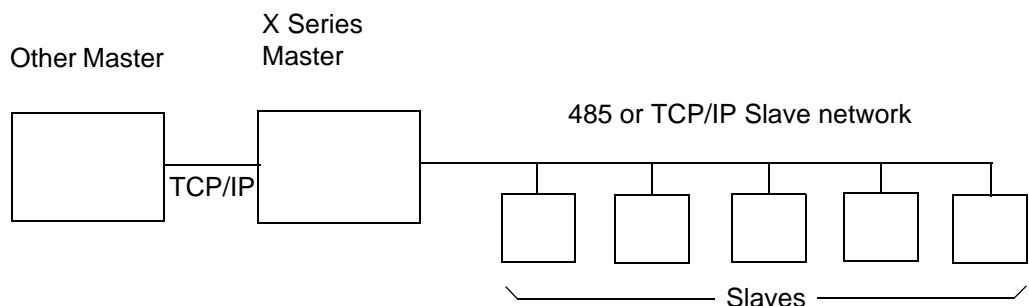 X Series
Master
Other Master
485 or TCP/IP Slave network
TCP/IP
Slaves